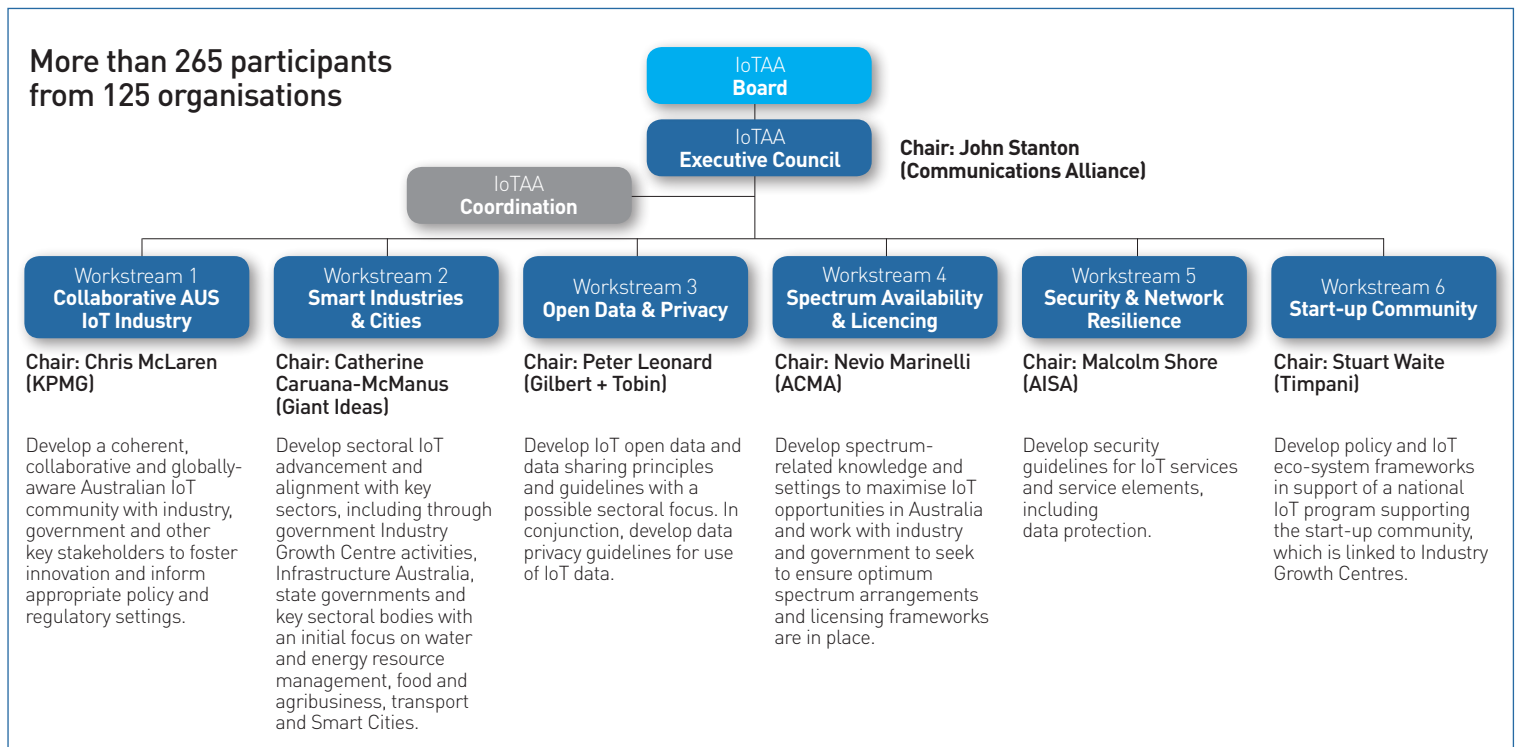 More than 265 participants
from 125 organisations
IoTAA
Board
IoTAA
Executive Council
Chair: John Stanton
(Communications Alliance)
IoTAA
Coordination
Workstream 1
Collaborative AUS
IoT Industry
Chair: Chris McLaren
(KPMG)
Develop a coherent,
collaborative and globally-
aware Australian IoT
community with industry,
government and other
key stakeholders to foster
innovation and inform
appropriate policy and
regulatory settings.
Workstream 2
Smart Industries
& Cities
Chair: Catherine
Caruana-McManus
(Giant Ideas)
Develop sectoral IoT
advancement and
alignment with key
sectors, including through
government Industry
Growth Centre activities,
Infrastructure Australia,
state governments and
key sectoral bodies with
an initial focus on water
and energy resource
management, food and
agribusiness, transport
and Smart Cities.
Workstream 3
Open Data & Privacy
Chair: Peter Leonard
(Gilbert + Tobin)
Develop IoT open data and
data sharing principles
and guidelines with a
possible sectoral focus. In
conjunction, develop data
privacy guidelines for use
of IoT data.
Workstream 4
Spectrum Availability
& Licencing
Chair: Nevio Marinelli
(ACMA)
Develop spectrum-
related knowledge and
settings to maximise IoT
opportunities in Australia
and work with industry
and government to seek
to ensure optimum
spectrum arrangements
and licensing frameworks
are in place.
Workstream 5
Security & Network
Resilience
Chair: Malcolm Shore
(AISA)
Develop security
guidelines for IoT services
and service elements,
including
data protection.
Workstream 6
Start-up Community
Chair: Stuart Waite
(Timpani)
Develop policy and IoT
eco-system frameworks
in support of a national
IoT program supporting
the start-up community,
which is linked to Industry
Growth Centres.